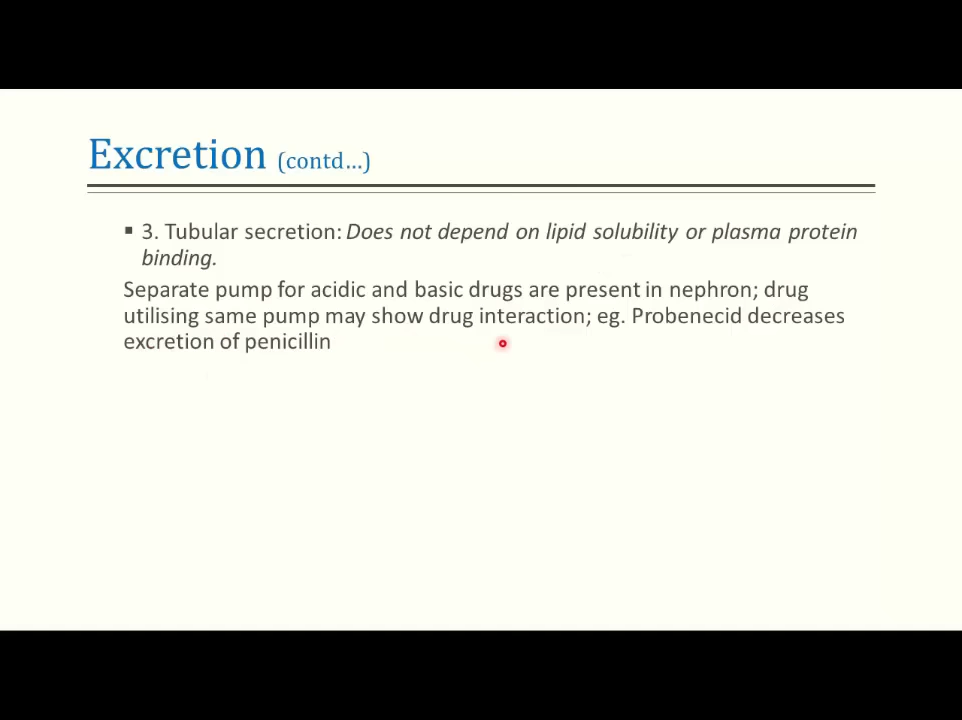 Excretion (contd...)
▪ 3. Tubular secretion: Does not depend on lipid solubility or plasma protein
binding.
Separate pump for acidic and basic drugs are present in nephron; drug
utilising same pump may show drug interaction; eg. Probenecid decreases
excretion of penicillin